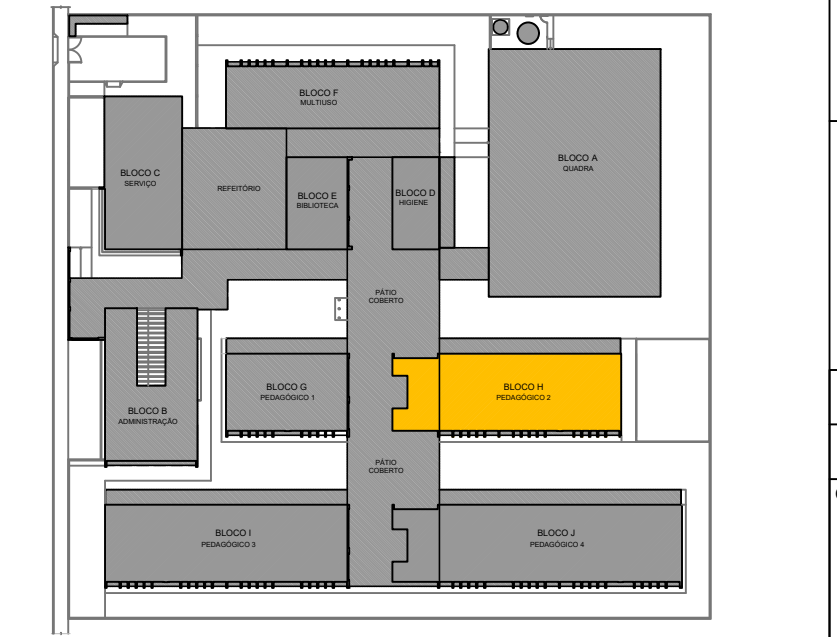 BLOCO F
MULTIUSO
BLOCO A
QUADRA
BLOCO C
SERVIÇO
REFEITÓRIO
BLOCO E
BIBLIOTECA
BLOCO D
HIGIENE
PÁTIO
COBERTO
BLOCO G
PEDAGÓGICO 1
BLOCO H
PEDAGÓGICO 2
BLOCO B
ADMINISTRAÇÃO
PÁTIO
COBERTO
BLOCO I
PEDAGÓGICO 3
BLOCO J
PEDAGÓGICO 4